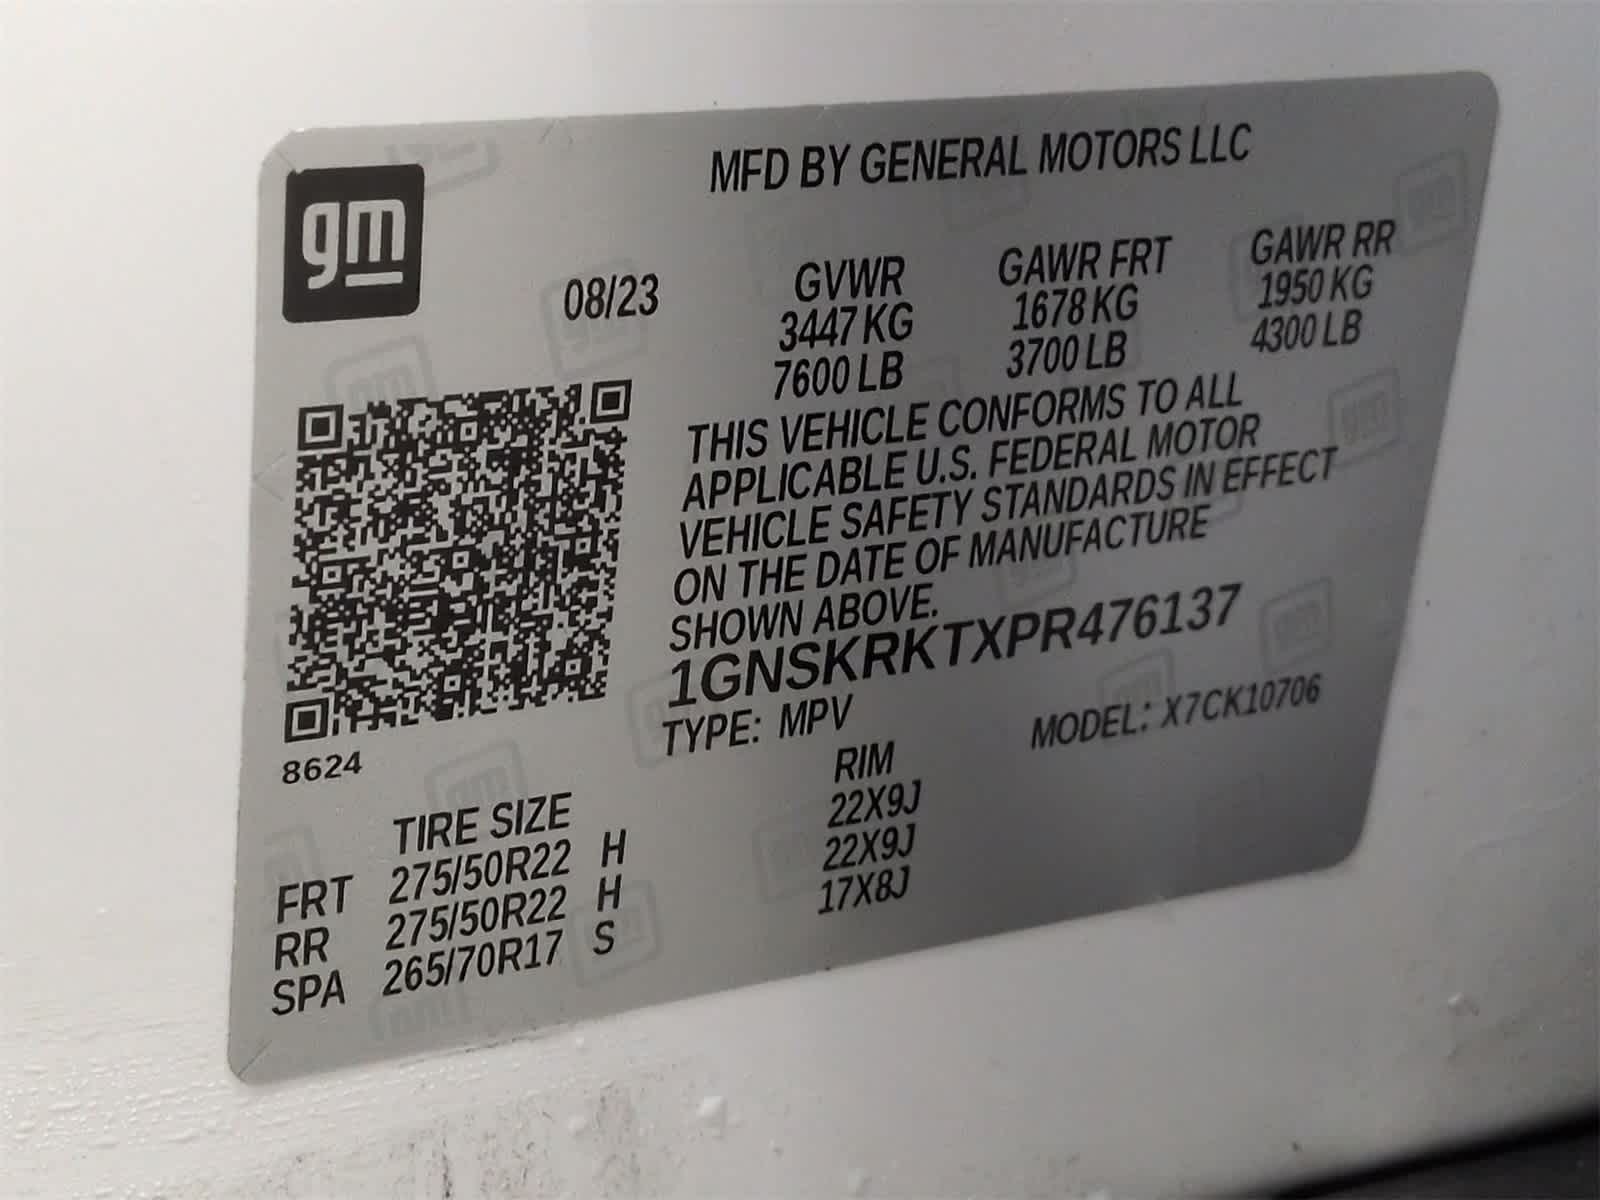 gm
MFD BY GENERAL MOTORS LLC
08/23 GVWR GAWR FRT GAWR RR
3447 KG 1678 KG 1950 KG
7600 LB 3700 LB 4300 LB
THIS VEHICLE CONFORMS TO ALL
APPLICABLE U.S. FEDERAL MOTOR
VEHICLE SAFETY STANDARDS IN EFFECT
ON THE DATE OF MANUFACTURE
SHOWN ABOVE.
1GNSKRKTXPR476137
TYPE: MPV MODEL: X7CK10706
8624
TIRE SIZE RIM
FRT 275/50R22 H 22X9J
RR 275/50R22 H 22X9J
SPA 265/70R17 S 17X8J